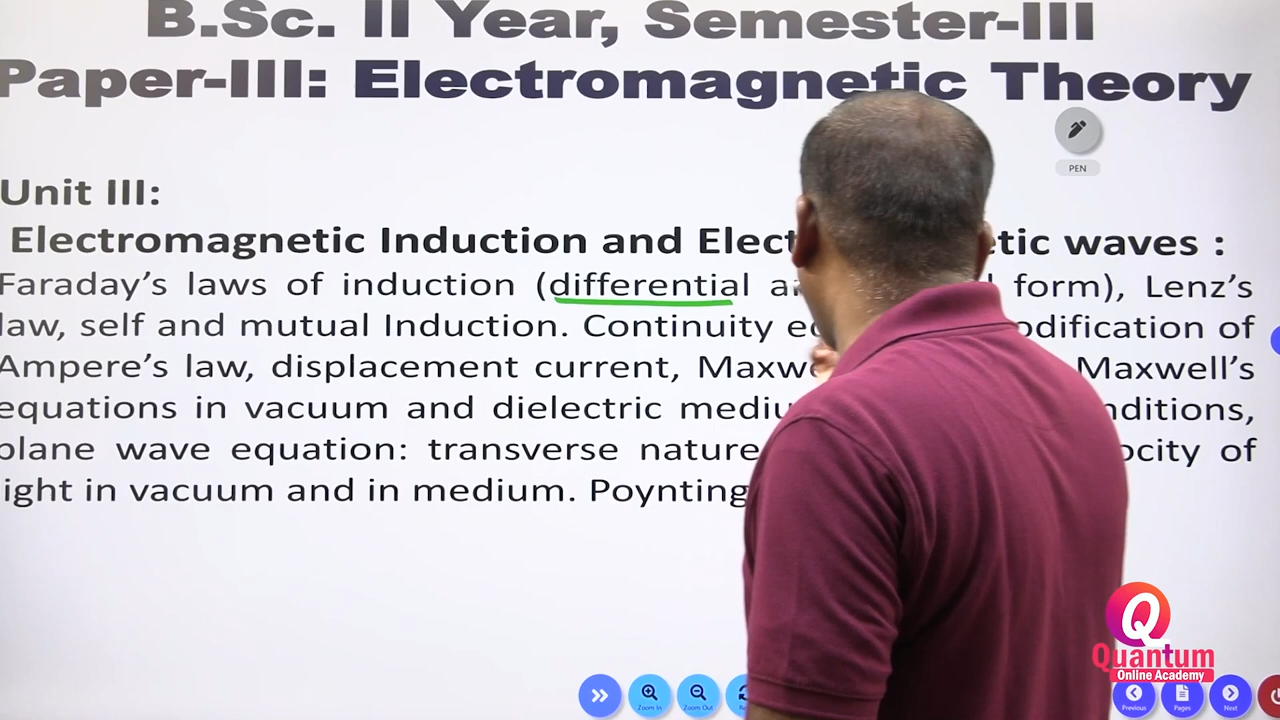 B.Sc. II Year, Semester-III
Paper-III: Electromagnetic Theory
PEN
Unit III:
Electromagnetic Induction and Elect etic waves :
Faraday's laws of induction (differential a form), Lenz's
law, self and mutual Induction. Continuity e odification of
Ampere's law, displacement current, Maxwe Maxwell's
equations in vacuum and dielectric mediu nditions,
plane wave equation: transverse nature ocity of
light in vacuum and in medium. Poynting
Q
Quantum
Online Academy
Zoom In
Zoom Out
Previous
Pages
Next